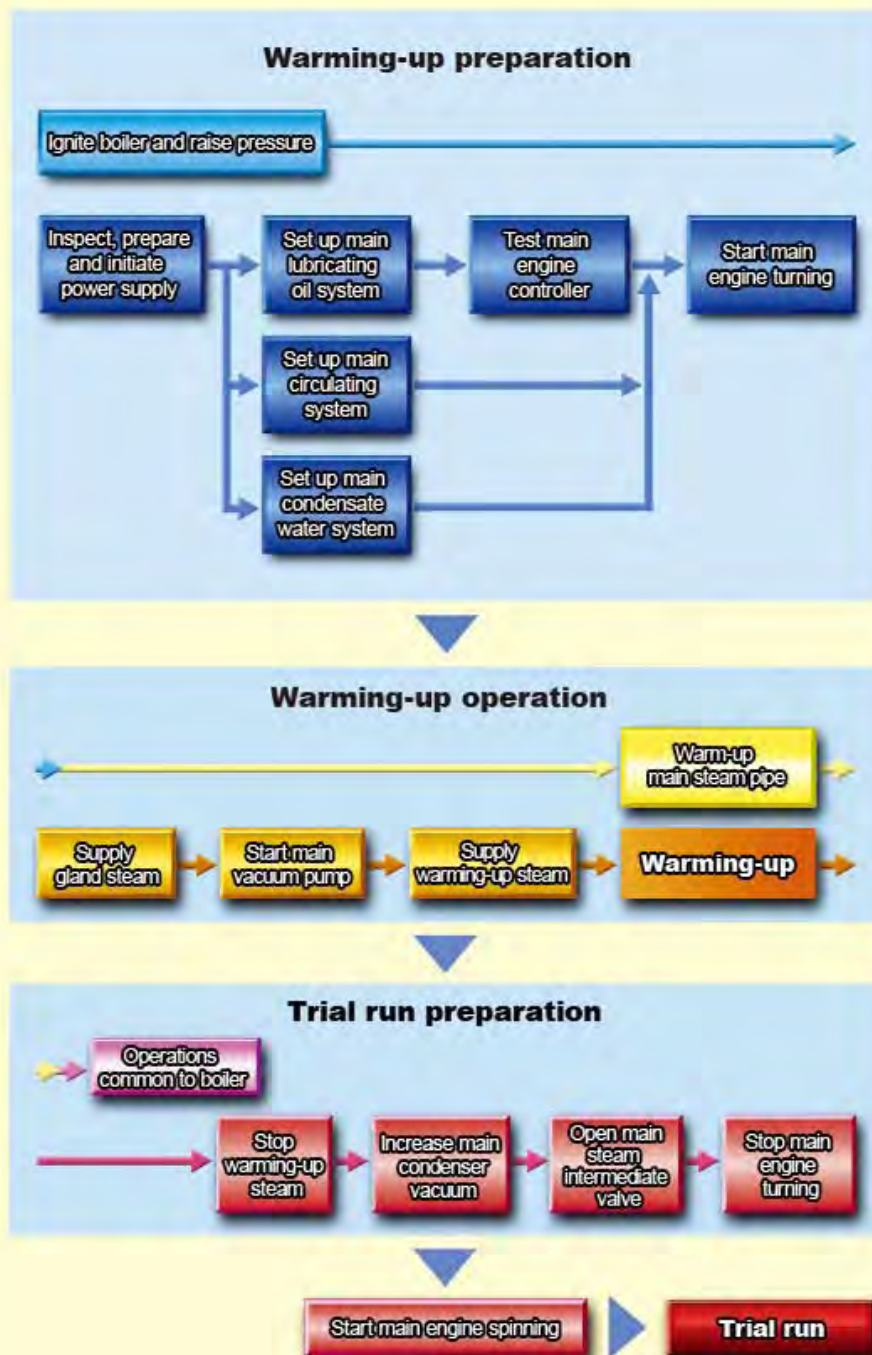 Warming-up preparation
Ignite boiler and raise pressure
Inspect, prepare
and initiate
power supply
Set up main
lubricating
oil system
Test main
engine
controller
Start main
engine turning
Set up main
circulating
system
Set up main
condensate
water system
Warming-up operation
Warm-up
main steam pipe
Supply
gland steam
Start main
vacuum pump
Supply
warming-up steam
Warming-up
Trial run preparation
Operations
common to boiler
Stop
warming-up
steam
Increase main
condenser
vacuum
Open main
steam
intermediate
valve
Stop main
engine
turning
Start main engine spinning
Trial run